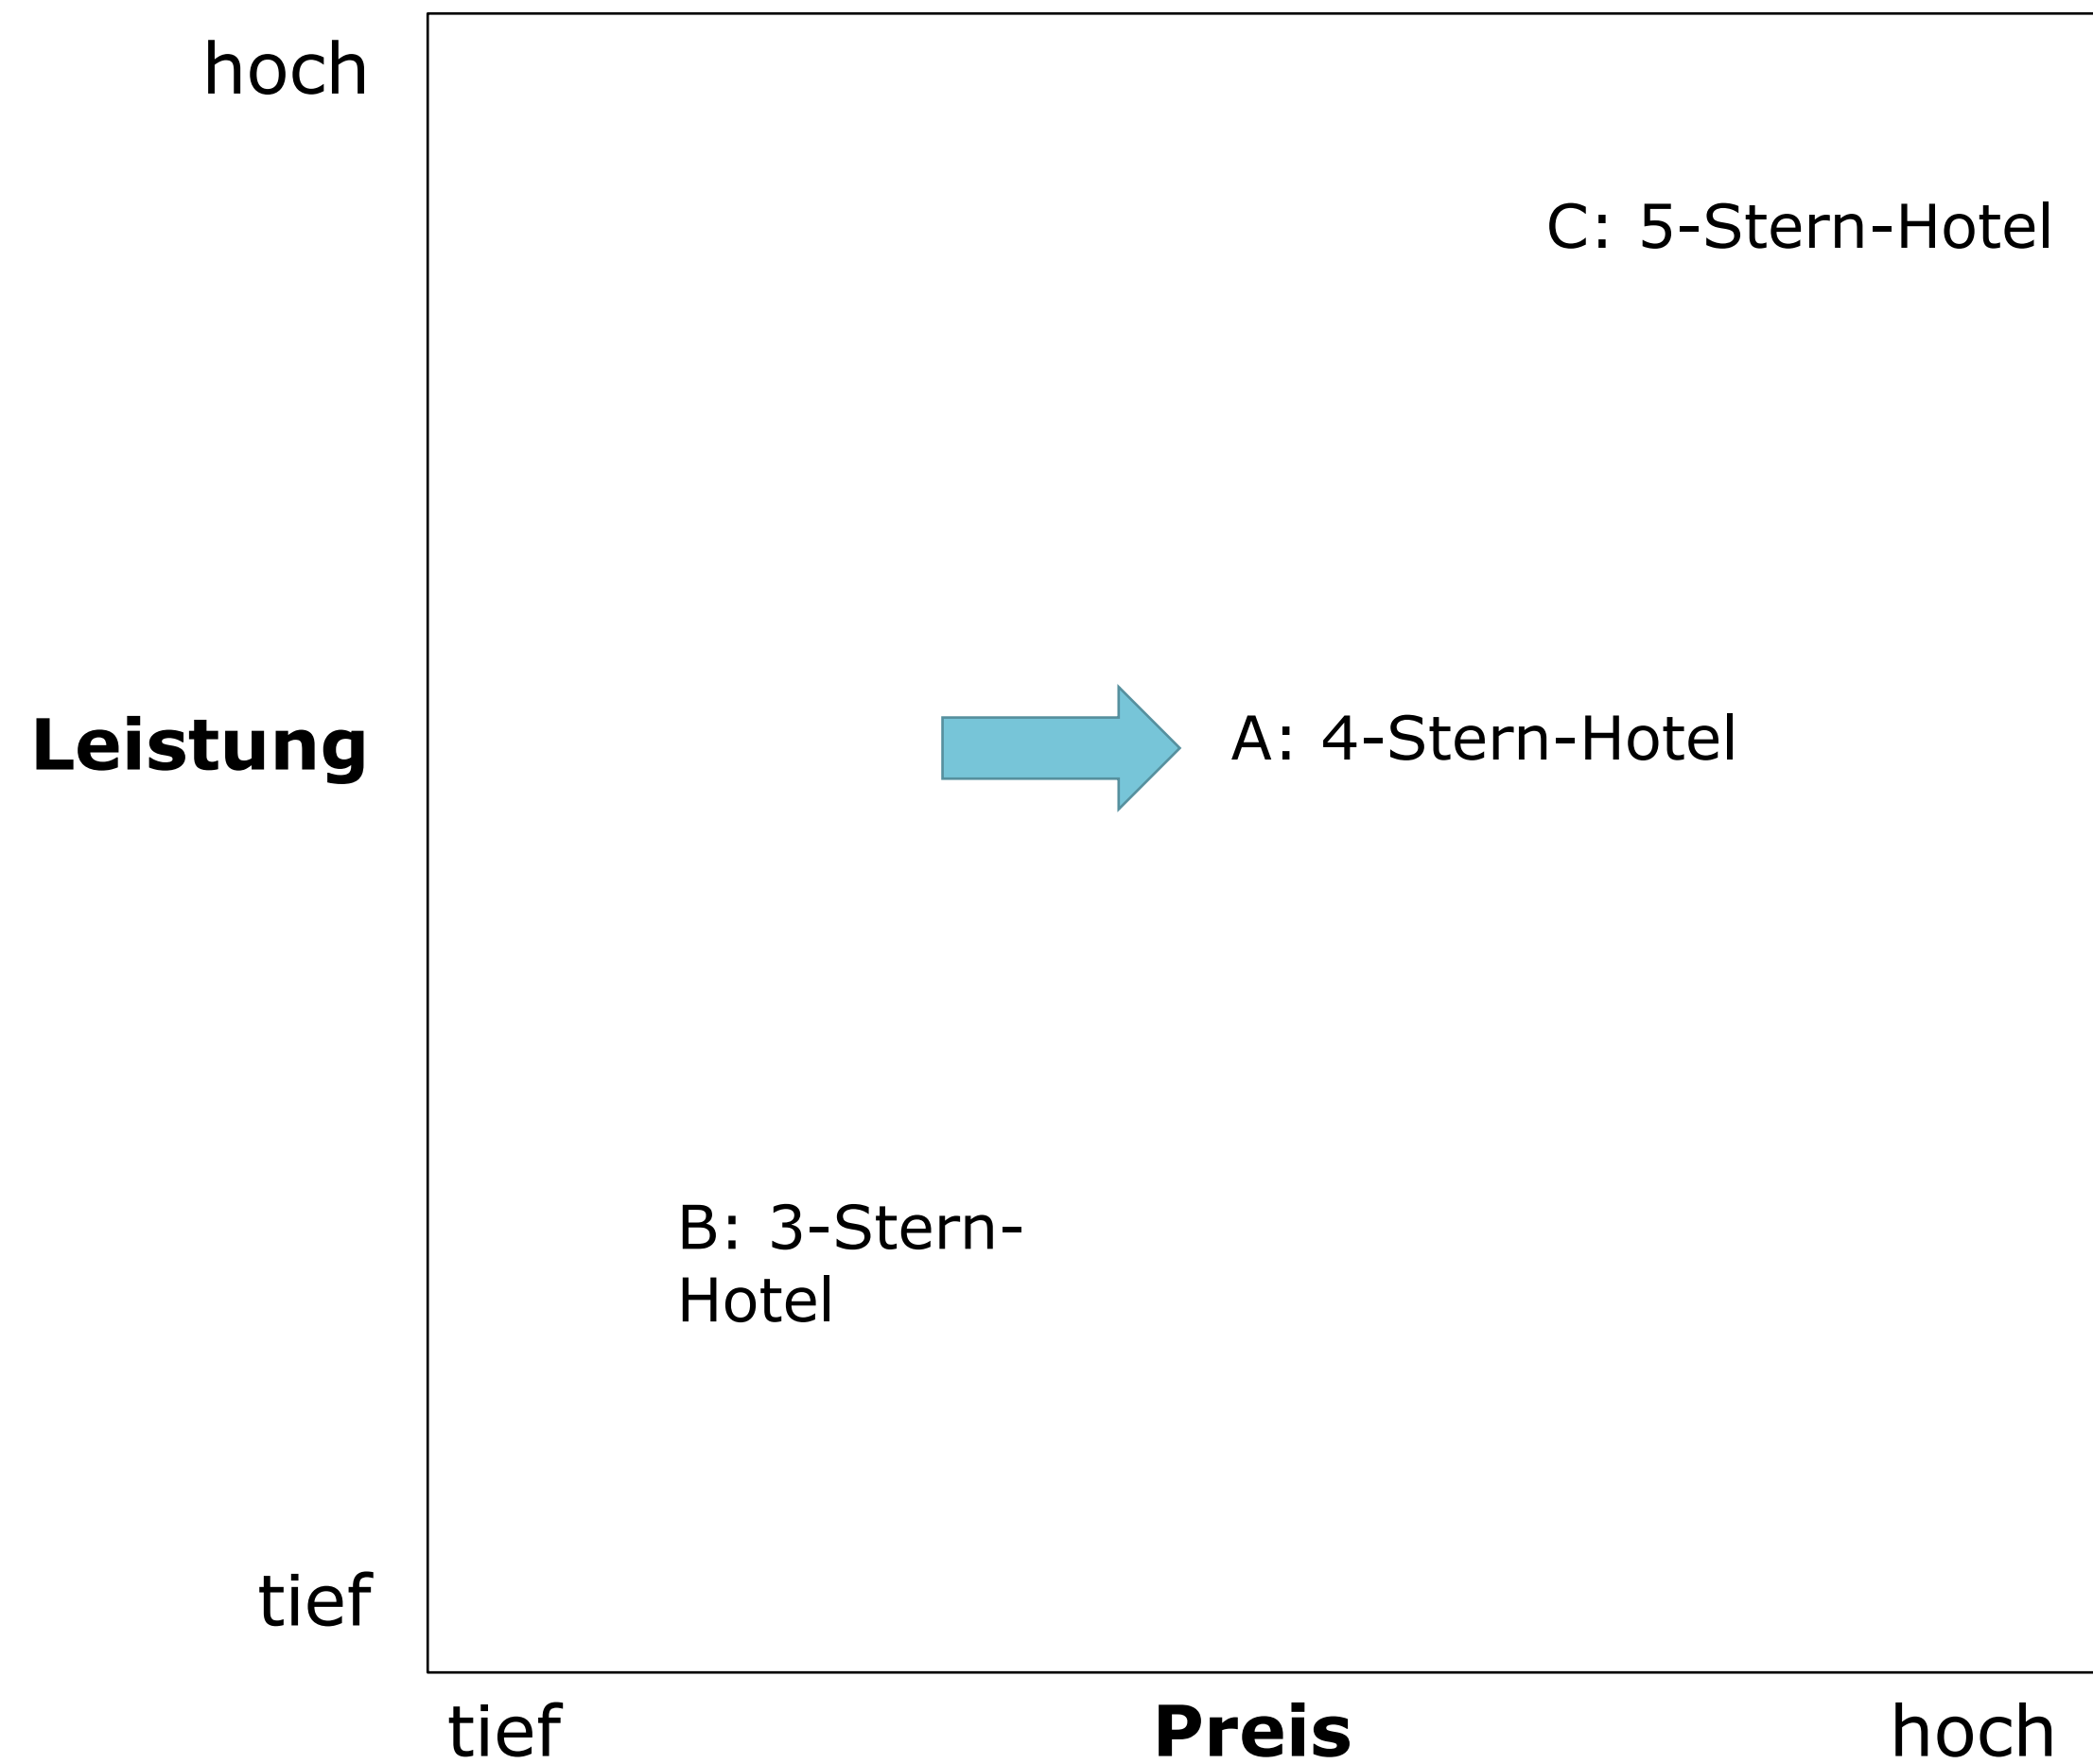 hoch
C: 5-Stern-Hotel
Leistung
A: 4-Stern-Hotel
B: 3-Stern-
Hotel
tief
tief
Preis
hoch